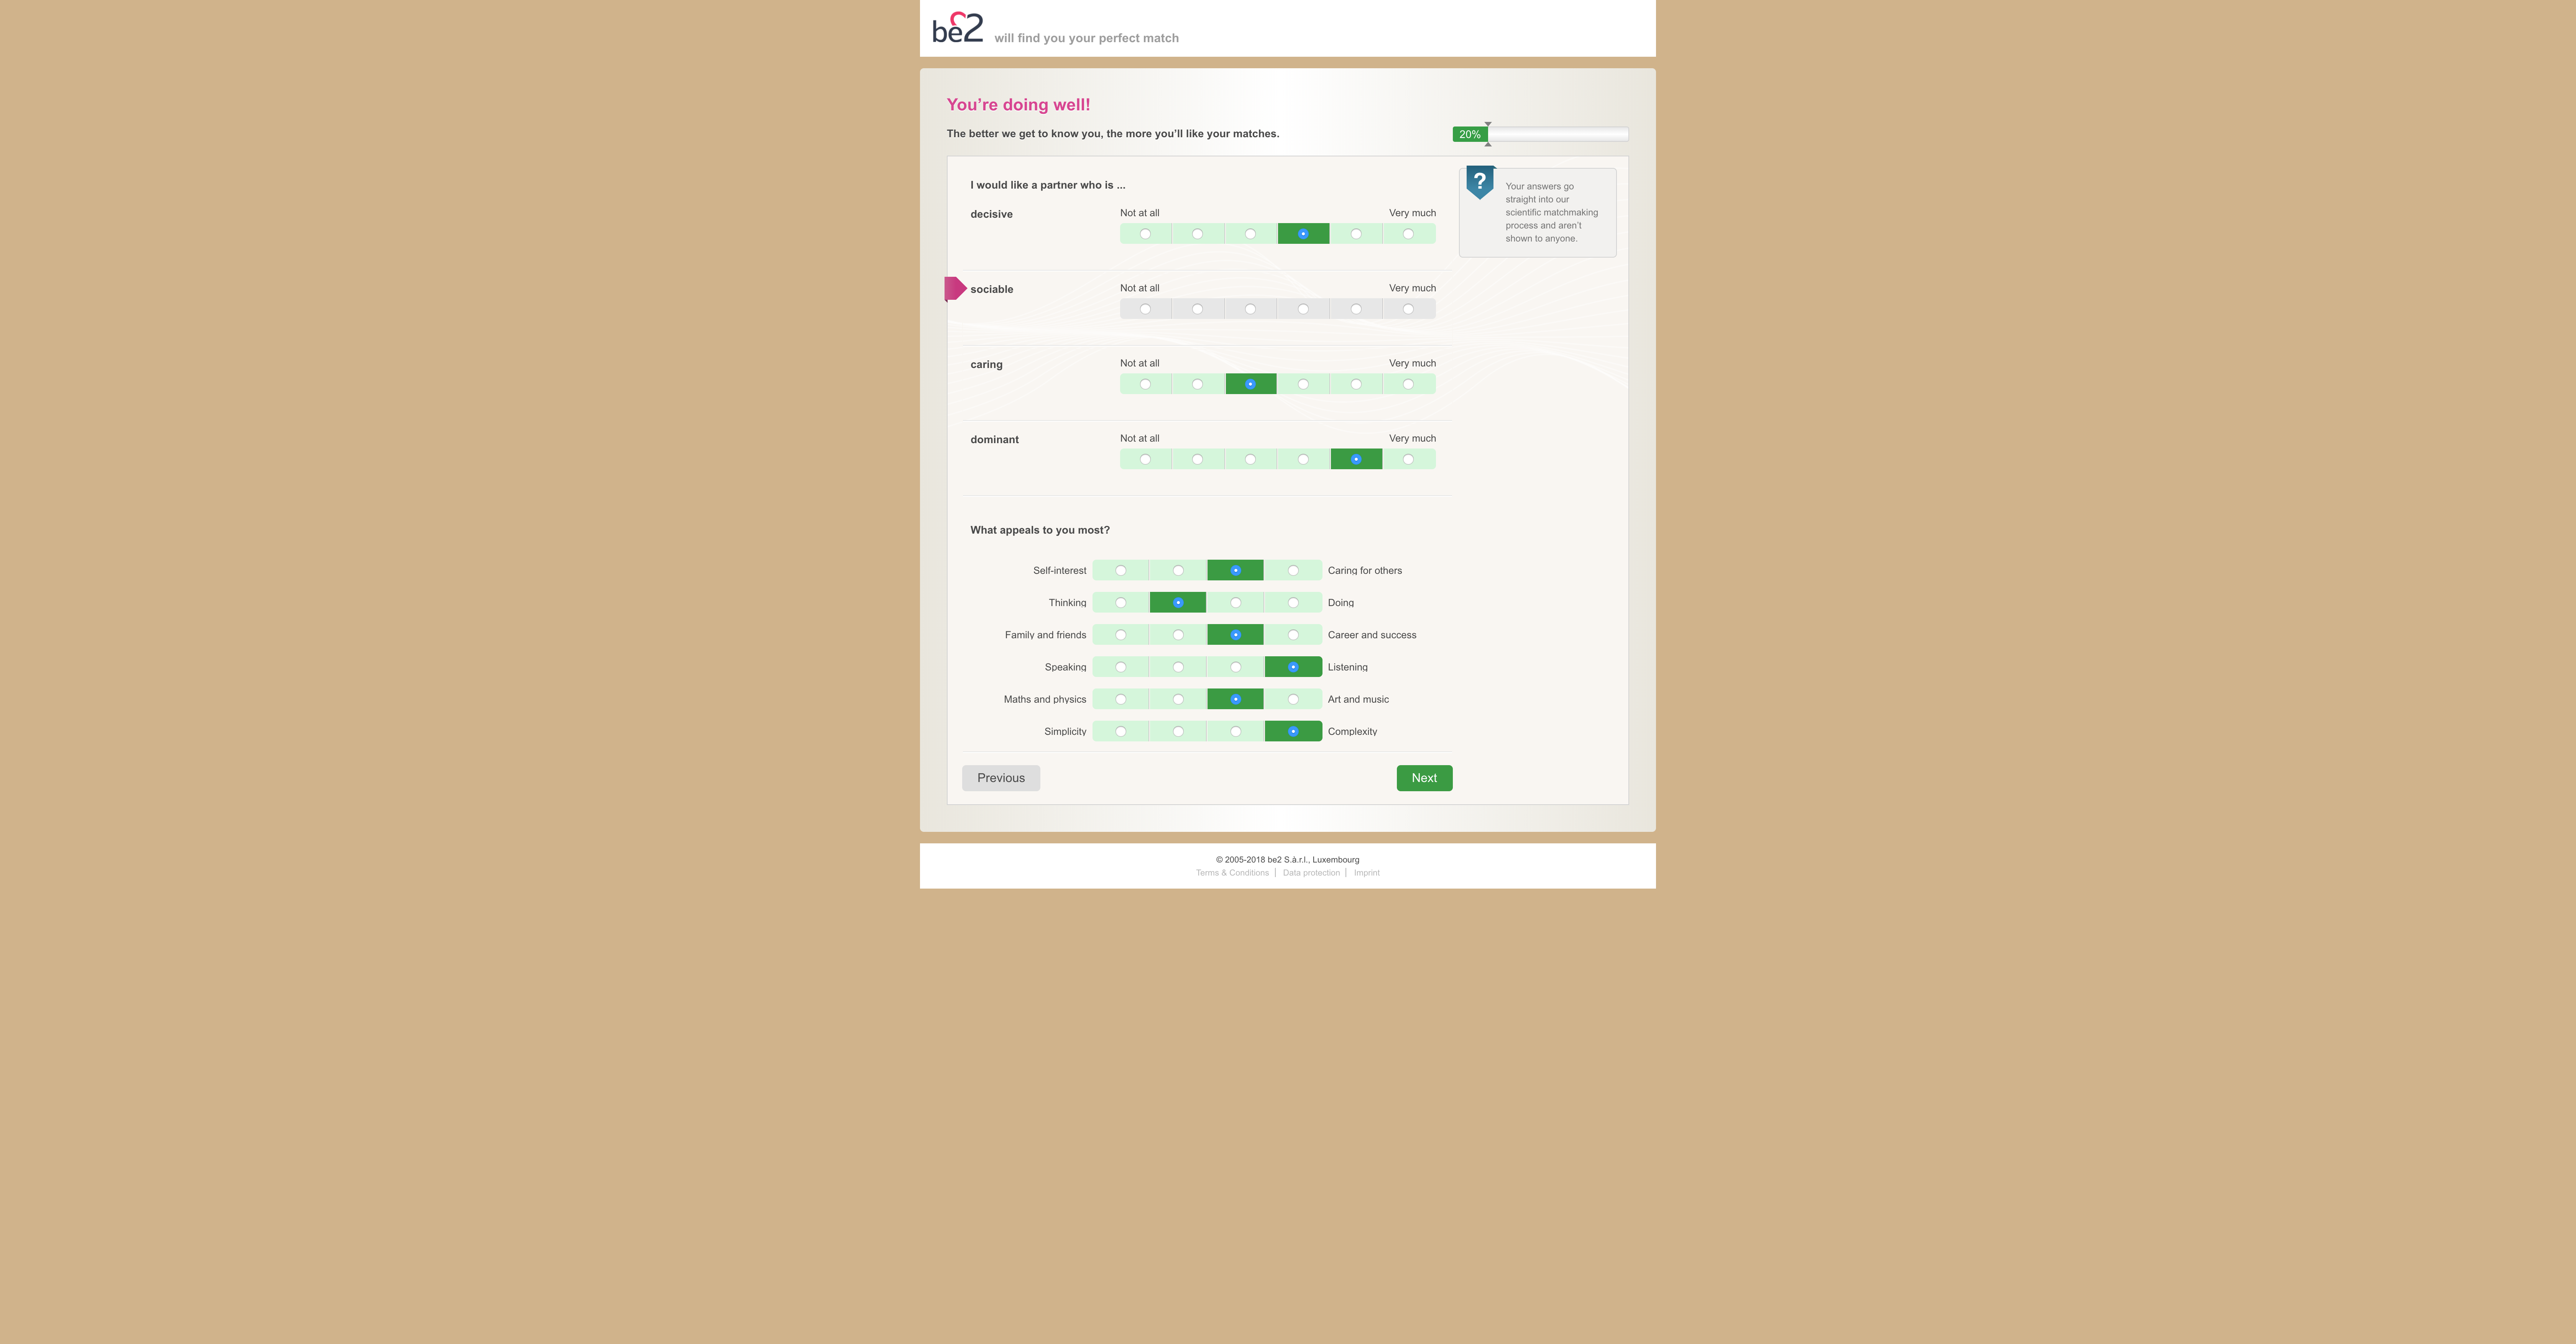 be2 will find you your perfect match
You're doing well!
The better we get to know you, the more you'll like your matches.
20%
I would like a partner who is ...
decisive
Not at all Very much
?
Your answers go
straight into our
scientific matchmaking
process and aren't
shown to anyone.
sociable
Not at all Very much
caring
Not at all Very much
dominant
Not at all Very much
What appeals to you most?
Self-interest Caring for others
Thinking Doing
Family and friends Career and success
Speaking Listening
Maths and physics Art and music
Simplicity Complexity
Previous Next
© 2005-2018 be2 S.à.r.l., Luxembourg
Terms & Conditions | Data protection | Imprint